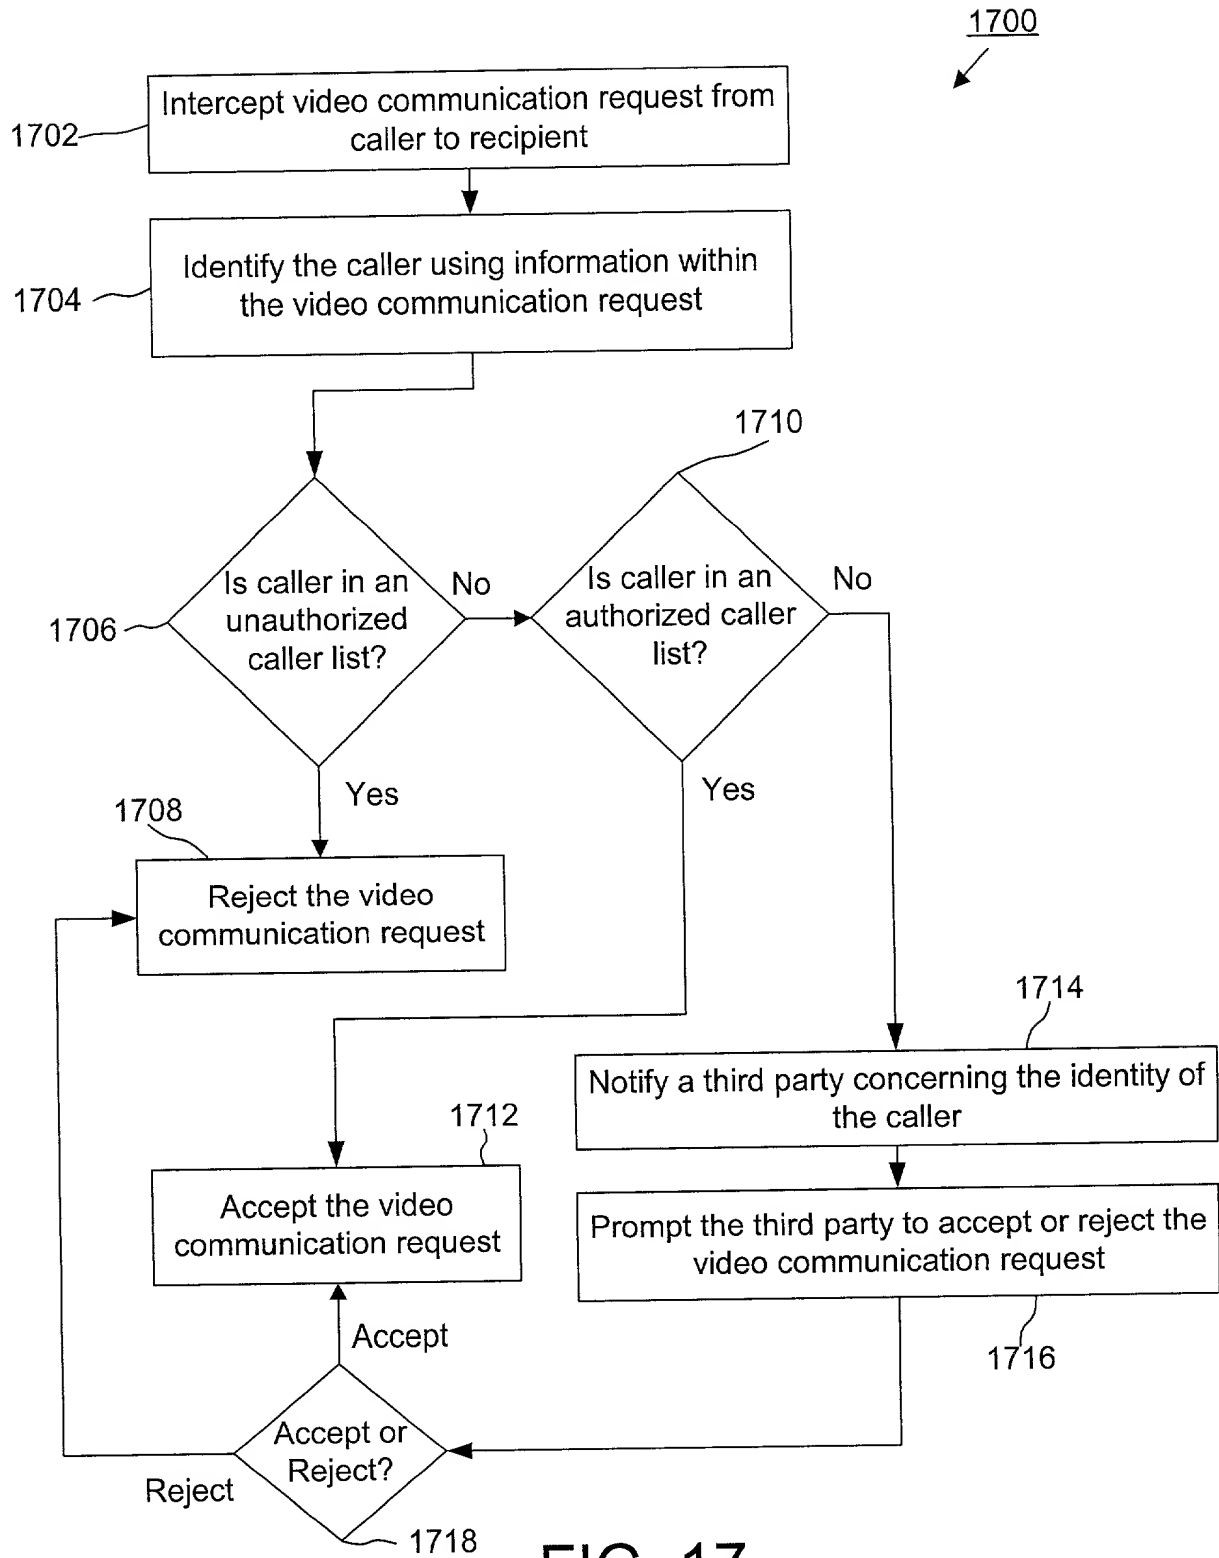 1700
Intercept video communication request from
caller to recipient
1702
Identify the caller using information within
the video communication request
1704
1710
Is caller in an
unauthorized
caller list?
No
1706
Is caller in an
authorized caller
list?
No
Yes
Yes
1708
Reject the video
communication request
1714
Notify a third party concerning the identity of
the caller
1712
Accept the video
communication request
Prompt the third party to accept or reject the
video communication request
Accept
1716
Accept or
Reject?
Reject
1718
FIG. 17